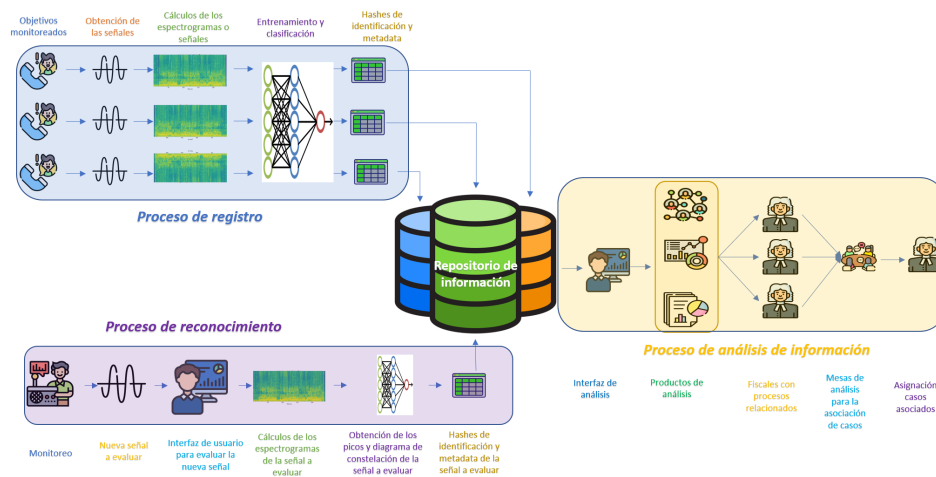 Objetivos
monitoreados
Obtención de
las señales
Cálculos de los
espectrogramas o
señales
Entrenamiento y
clasificación
Hashes de
identificación y
metadata
Proceso de registro
Repositorio de
información
Proceso de reconocimiento
Monitoreo
Nueva señal
a evaluar
Interfaz de usuario
para evaluar la
nueva señal
Cálculos de los
espectrogramas
de la señal a
evaluar
Obtención de los
picos y diagrama de
constelación de la
señal a evaluar
Hashes de
identificación y
metadata de la
señal a evaluar
Proceso de análisis de información
Interfaz de
análisis
Productos de
análisis
Fiscales con
procesos
relacionados
Mesas de
análisis
para la
asociación
de casos
Asignación
casos
asociados